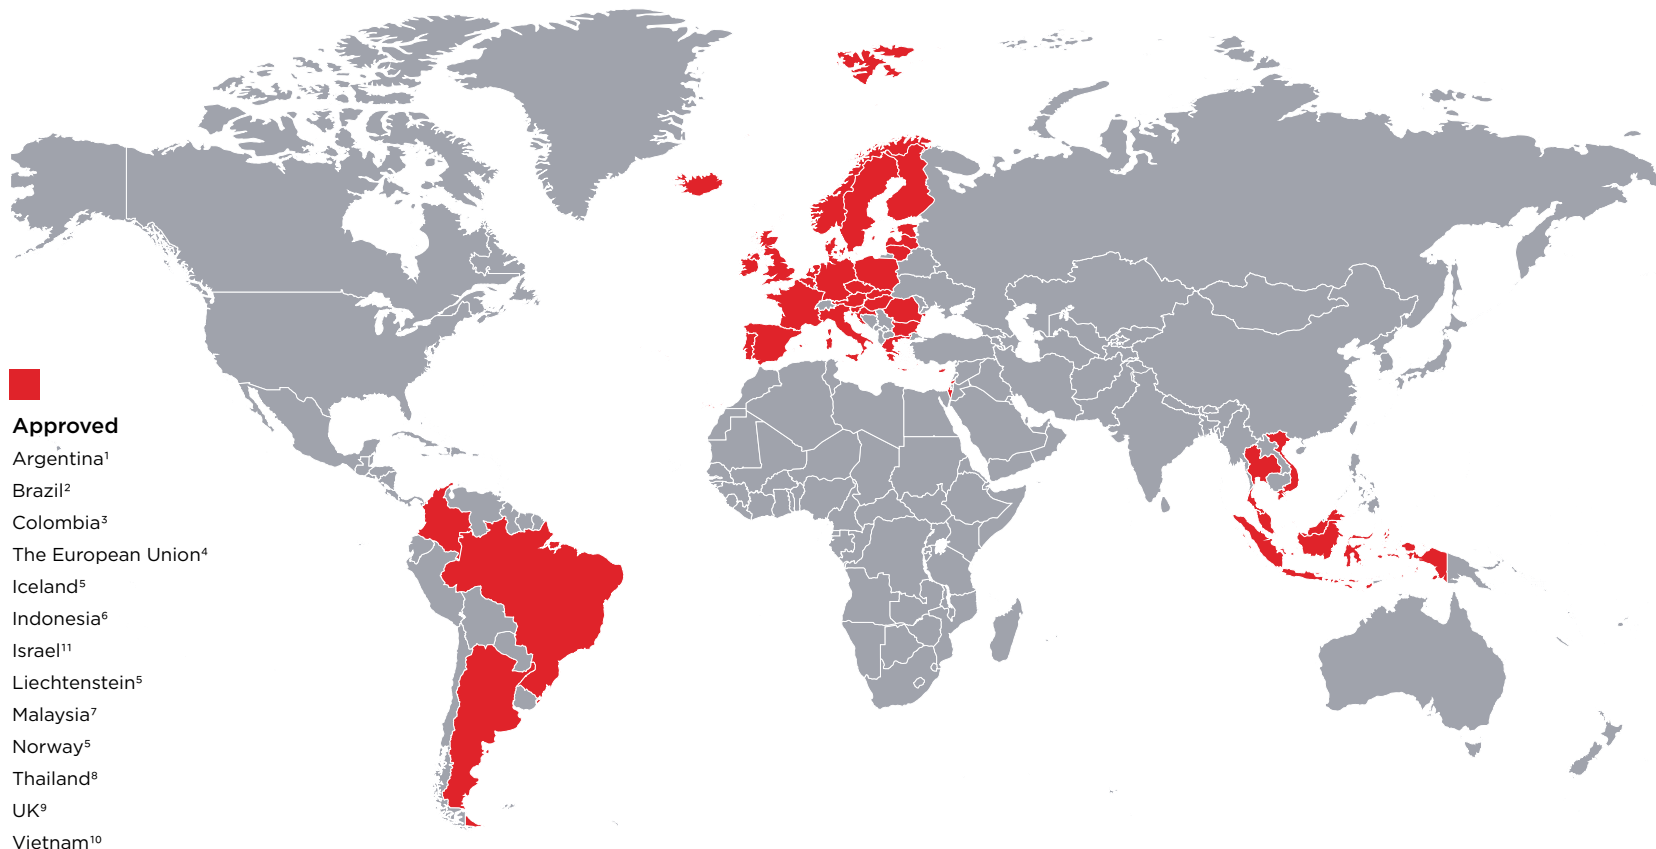 Approved
Argentina¹
Brazil²
Colombia³
The European Union⁴
Iceland⁵
Indonesia⁶
Israel¹¹
Liechtenstein⁵
Malaysia⁷
Norway⁵
Thailand⁸
UK⁹
Vietnam¹⁰